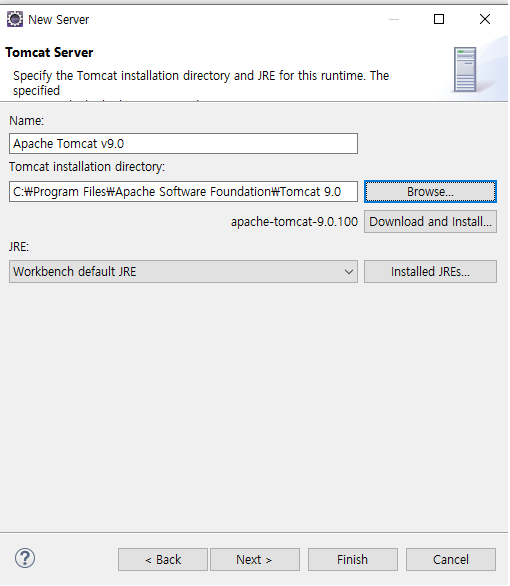 New Server
Tomcat Server
Specify the Tomcat installation directory and JRE for this runtime. The
specified
Name:
Apache Tomcat v9.0
Tomcat installation directory:
C:₩Program Files₩Apache Software Foundation₩Tomcat 9.0
Browse...
apache-tomcat-9.0.100
Download and Install...
JRE:
Workbench default JRE
Installed JREs...
?
< Back
Next >
Finish
Cancel